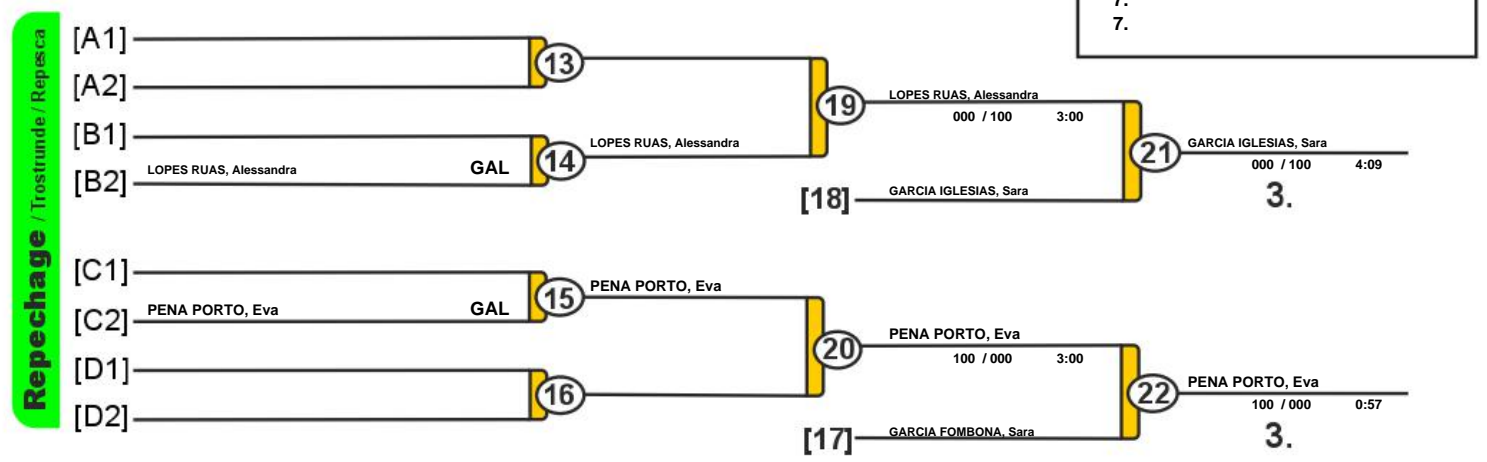 7.
7.
Repechage / Trostrunde / Repesca
[A1]
13
[A2]
19
LOPES RUAS, Alessandra
000 / 100 3:00
[B1]
14
LOPES RUAS, Alessandra
21
GARCIA IGLESIAS, Sara
000 / 100 4:09
3.
[B2] LOPES RUAS, Alessandra GAL
[18] GARCIA IGLESIAS, Sara
[C1]
15
PENA PORTO, Eva
[C2] PENA PORTO, Eva GAL
20
PENA PORTO, Eva
100 / 000 3:00
[D1]
16
22
PENA PORTO, Eva
100 / 000 0:57
3.
[D2]
[17] GARCIA FOMBONA, Sara